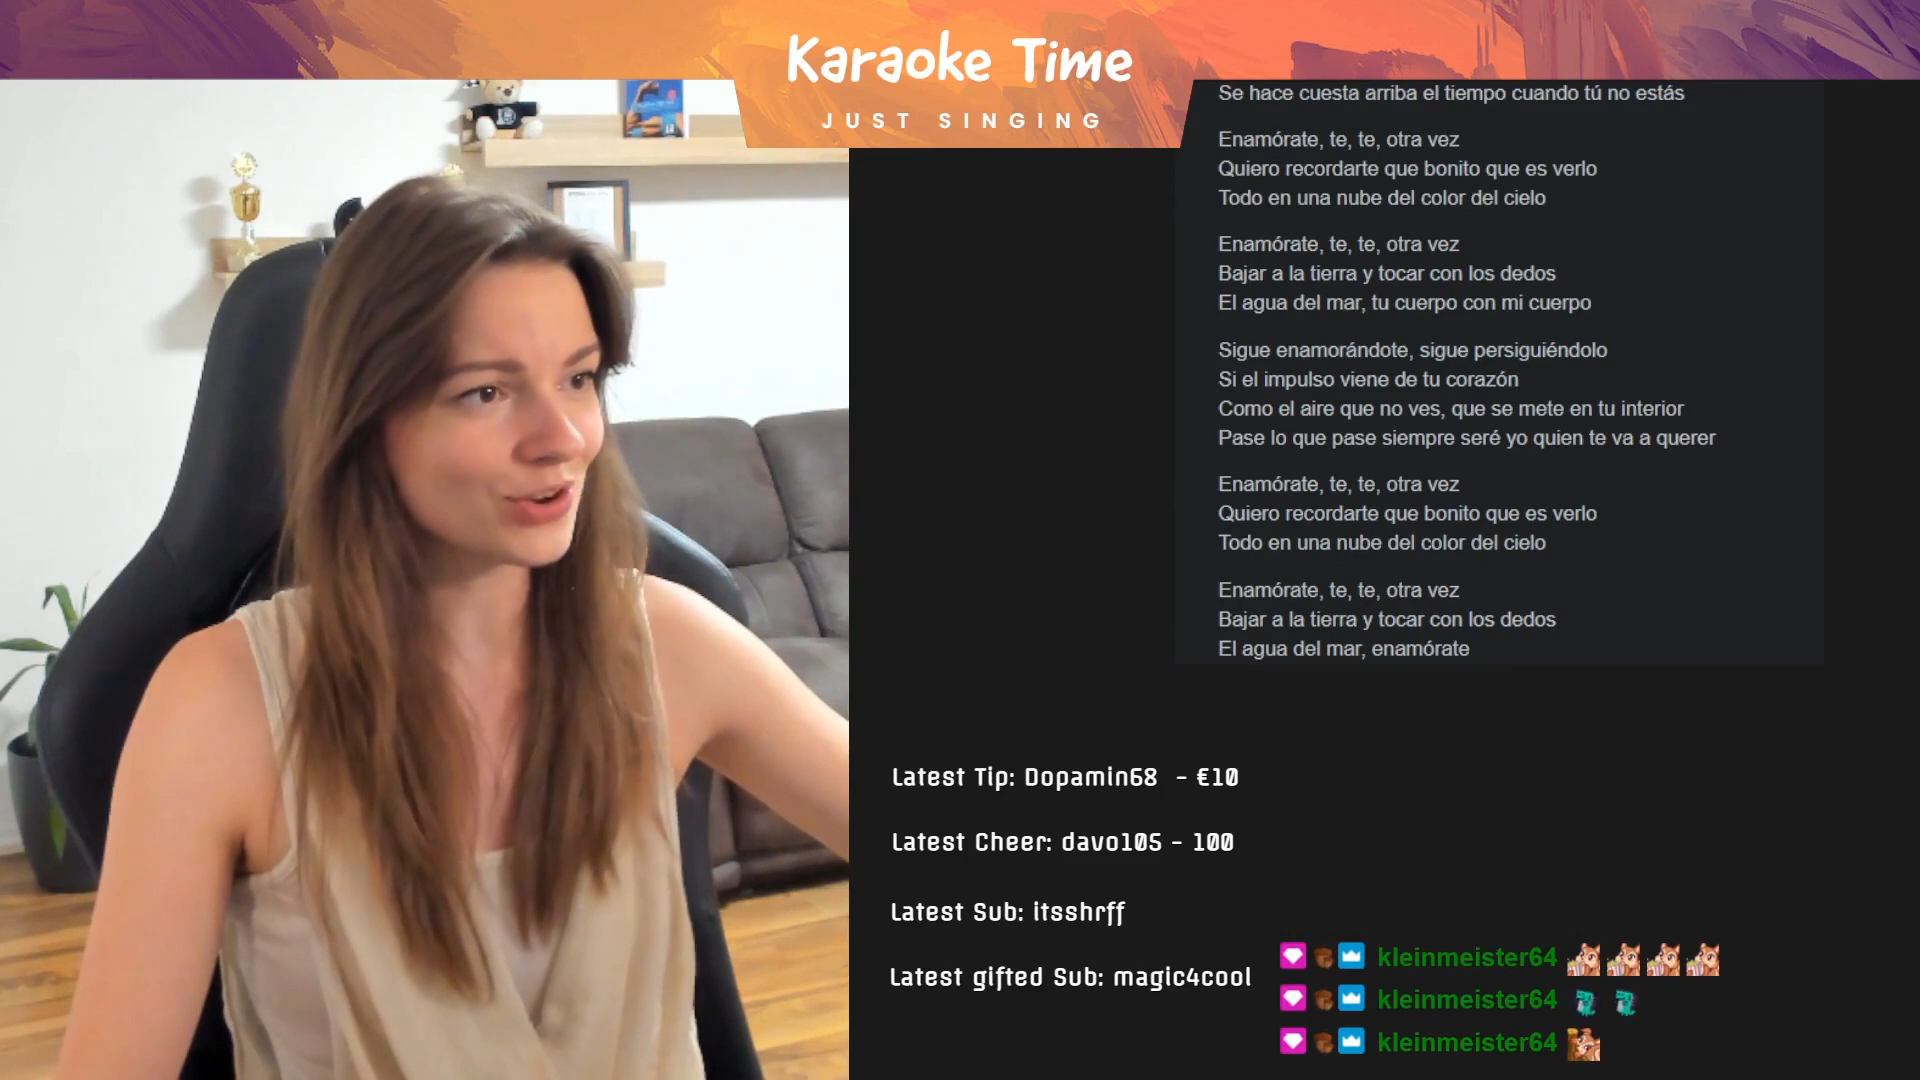 Karaoke Time
JUST SINGING
Se hace cuesta arriba el tiempo cuando tú no estás
Enamórate, te, te, otra vez
Quiero recordarte que bonito que es verlo
Todo en una nube del color del cielo
Enamórate, te, te, otra vez
Bajar a la tierra y tocar con los dedos
El agua del mar, tu cuerpo con mi cuerpo
Sigue enamorándote, sigue persiguiéndolo
Si el impulso viene de tu corazón
Como el aire que no ves, que se mete en tu interior
Pase lo que pase siempre seré yo quien te va a querer
Enamórate, te, te, otra vez
Quiero recordarte que bonito que es verlo
Todo en una nube del color del cielo
Enamórate, te, te, otra vez
Bajar a la tierra y tocar con los dedos
El agua del mar, enamórate
Latest Tip: Dopamin68 - €10
Latest Cheer: davo105 - 100
Latest Sub: itsshrff
Latest gifted Sub: magic4cool
kleinmeister64
kleinmeister64
kleinmeister64